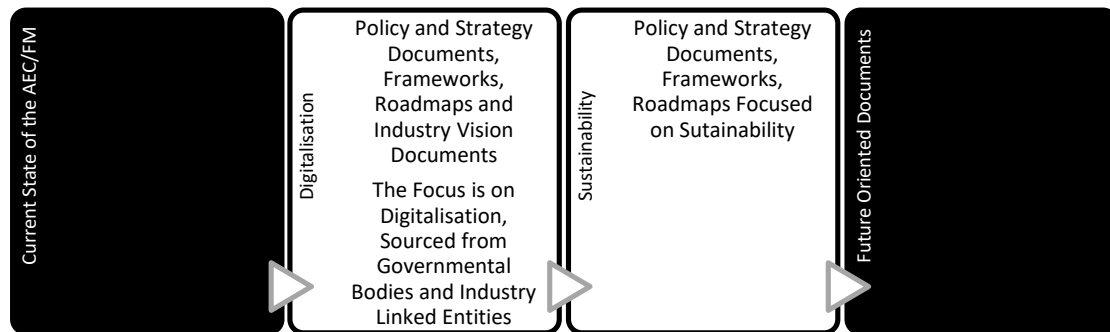 Current State of the AEC/FM
Digitalisation
Policy and Strategy
Documents,
Frameworks,
Roadmaps and
Industry Vision
Documents
The Focus is on
Digitalisation,
Sourced from
Governmental
Bodies and Industry
Linked Entities
Sustainability
Policy and Strategy
Documents,
Frameworks,
Roadmaps Focused
on Sutainability
Future Oriented Documents